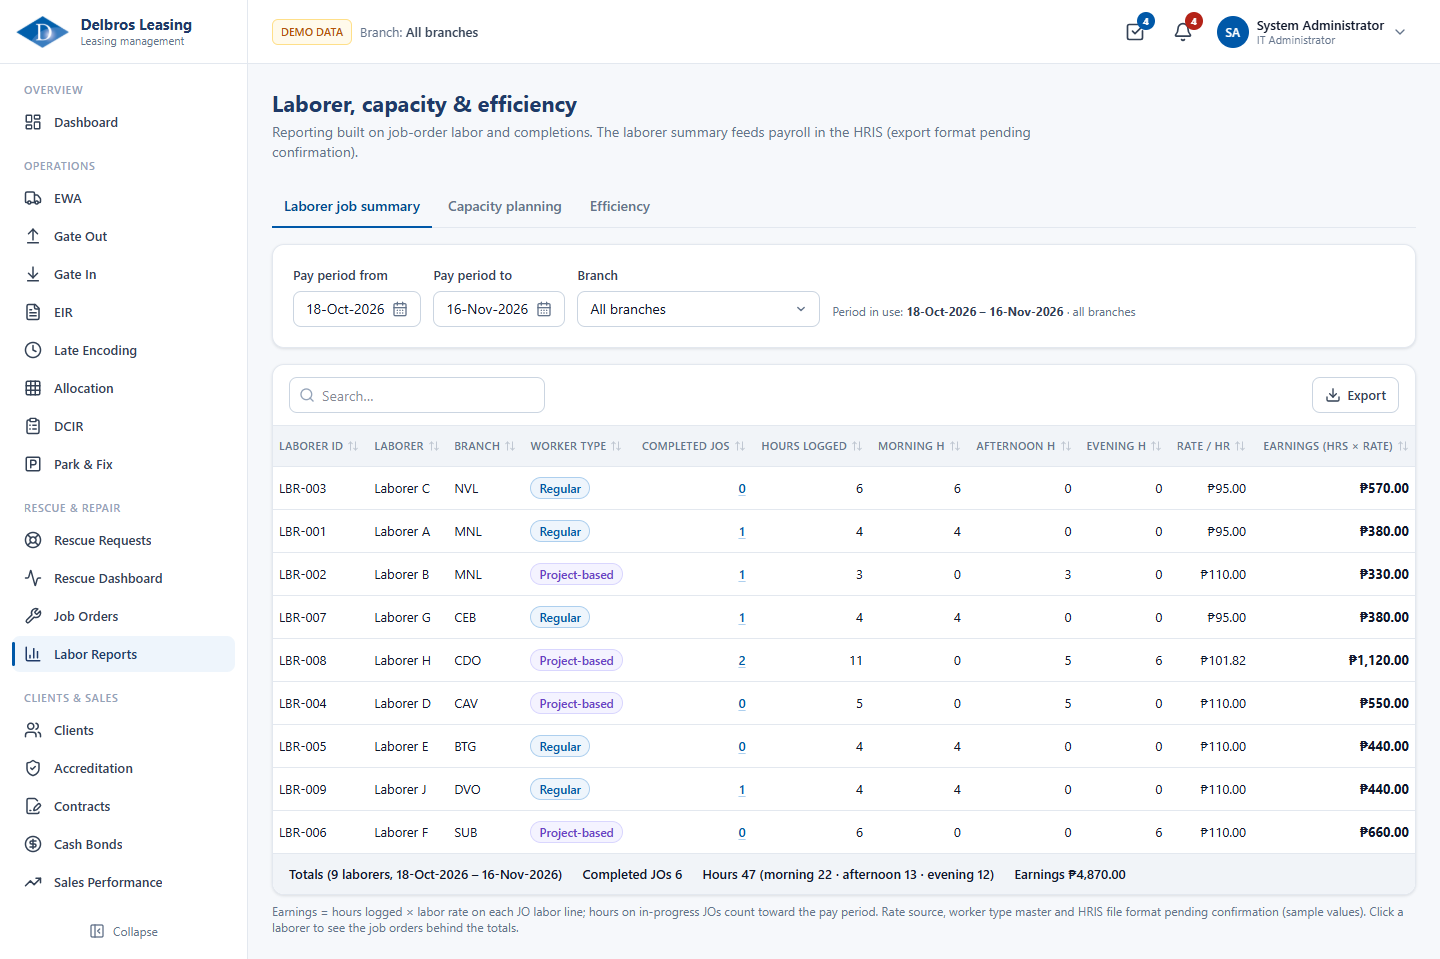 Delbros Leasing
Leasing management
DEMO DATA
Branch: All branches
4
4
SA
System Administrator
IT Administrator
OVERVIEW
Dashboard
OPERATIONS
EWA
Gate Out
Gate In
EIR
Late Encoding
Allocation
DCIR
Park & Fix
RESCUE & REPAIR
Rescue Requests
Rescue Dashboard
Job Orders
Labor Reports
CLIENTS & SALES
Clients
Accreditation
Contracts
Cash Bonds
Sales Performance
Collapse
Laborer, capacity & efficiency
Reporting built on job-order labor and completions. The laborer summary feeds payroll in the HRIS (export format pending
confirmation).
Laborer job summary Capacity planning Efficiency
Pay period from Pay period to Branch
18-Oct-2026 16-Nov-2026 All branches Period in use: 18-Oct-2026 – 16-Nov-2026 · all branches
Search... Export
LABORER ID LABORER BRANCH WORKER TYPE COMPLETED JOS HOURS LOGGED MORNING H AFTERNOON H EVENING H RATE / HR EARNINGS (HRS × RATE)
LBR-003 Laborer C NVL Regular 0 6 6 0 0 ₱95.00 ₱570.00
LBR-001 Laborer A MNL Regular 1 4 4 0 0 ₱95.00 ₱380.00
LBR-002 Laborer B MNL Project-based 1 3 0 3 0 ₱110.00 ₱330.00
LBR-007 Laborer G CEB Regular 1 4 4 0 0 ₱95.00 ₱380.00
LBR-008 Laborer H CDO Project-based 2 11 0 5 6 ₱101.82 ₱1,120.00
LBR-004 Laborer D CAV Project-based 0 5 0 5 0 ₱110.00 ₱550.00
LBR-005 Laborer E BTG Regular 0 4 4 0 0 ₱110.00 ₱440.00
LBR-009 Laborer J DVO Regular 1 4 4 0 0 ₱110.00 ₱440.00
LBR-006 Laborer F SUB Project-based 0 6 0 0 6 ₱110.00 ₱660.00
Totals (9 laborers, 18-Oct-2026 – 16-Nov-2026) Completed JOs 6 Hours 47 (morning 22 · afternoon 13 · evening 12) Earnings ₱4,870.00
Earnings = hours logged × labor rate on each JO labor line; hours on in-progress JOs count toward the pay period. Rate source, worker type master and HRIS file format pending confirmation (sample values). Click a
laborer to see the job orders behind the totals.